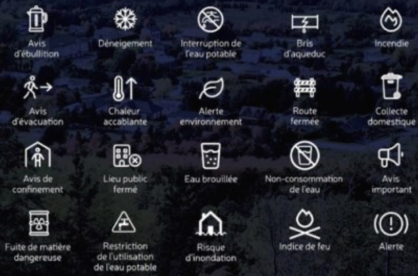 Avis
d'ébullition
Déneigement
Interruption de
l'eau potable
Bris
d'aqueduc
Incendie
Avis
d'évacuation
Chaleur
accablante
Alerte
environnement
Route
fermée
Collecte
domestique
Avis de
confinement
Lieu public
fermé
Eau brouillée
Non-consommation
de l'eau
Avis
important
Fuite de matière
dangereuse
Restriction
de l'utilisation
de l'eau potable
Risque
d'inondation
Indice de feu
Alerte